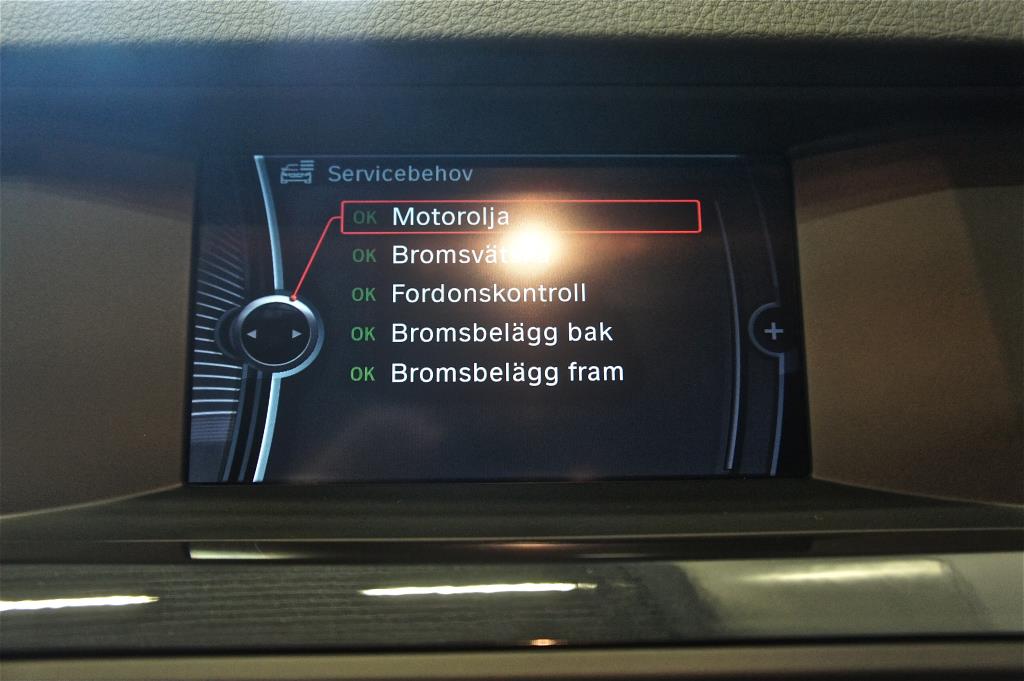 Servicebehov
OK Motorolja
OK
OK Fordonskontroll
OK Bromsbelägg bak
OK Bromsbelägg fram